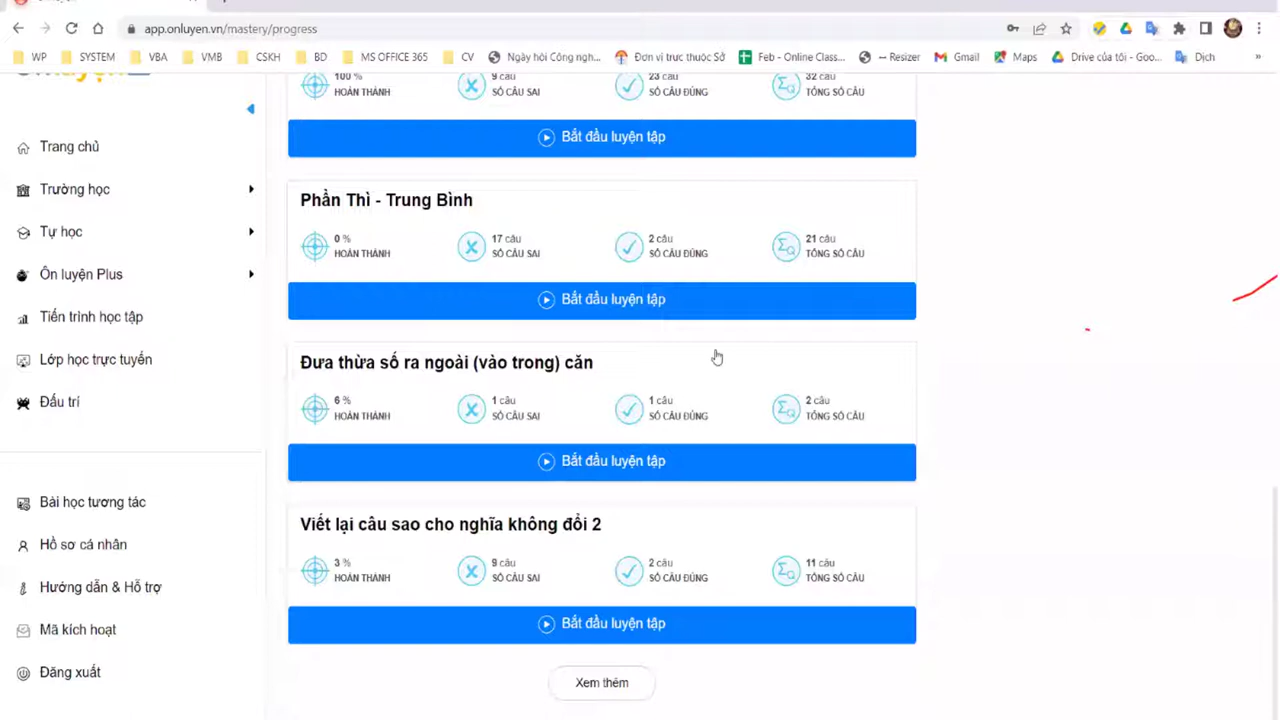 app.onluyen.vn/mastery/progress
WP SYSTEM VBA VMB CSKH BD MS OFFICE 365 CV Ngày hội Công ngh... Đơn vị trực thuộc Sở Feb - Online Class... -- Resizer Gmail Maps Drive của tôi - Goo... Dịch »
Trang chủ
Trường học
Tự học
Ôn luyện Plus
Tiến trình học tập
Lớp học trực tuyến
Đấu trí
Bài học tương tác
Hồ sơ cá nhân
Hướng dẫn & Hỗ trợ
Mã kích hoạt
Đăng xuất
100 % 9 câu 23 câu 32 câu
HOÀN THÀNH SỐ CÂU SAI SỐ CÂU ĐÚNG TỔNG SỐ CÂU
Bắt đầu luyện tập
Phần Thì - Trung Bình
0 % 17 câu 2 câu 21 câu
HOÀN THÀNH SỐ CÂU SAI SỐ CÂU ĐÚNG TỔNG SỐ CÂU
Bắt đầu luyện tập
Đưa thừa số ra ngoài (vào trong) căn
6 % 1 câu 1 câu 2 câu
HOÀN THÀNH SỐ CÂU SAI SỐ CÂU ĐÚNG TỔNG SỐ CÂU
Bắt đầu luyện tập
Viết lại câu sao cho nghĩa không đổi 2
3 % 9 câu 2 câu 11 câu
HOÀN THÀNH SỐ CÂU SAI SỐ CÂU ĐÚNG TỔNG SỐ CÂU
Bắt đầu luyện tập
Xem thêm